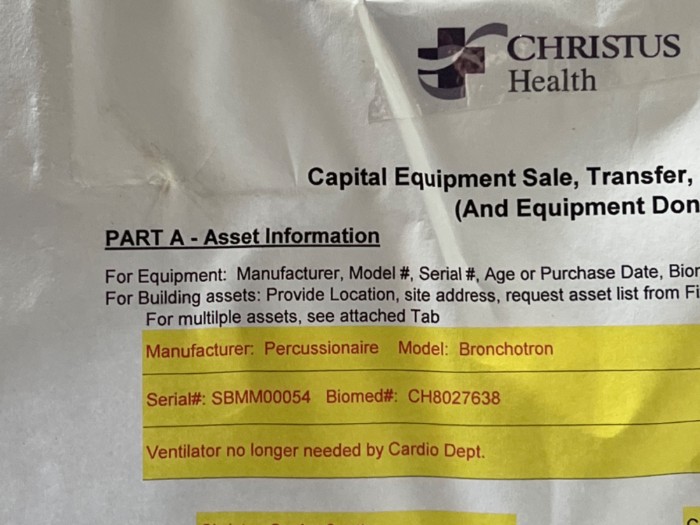 CHRISTUS
Health
Capital Equipment Sale, Transfer,
(And Equipment Don
PART A - Asset Information
For Equipment: Manufacturer, Model #, Serial #, Age or Purchase Date, Bior
For Building assets: Provide Location, site address, request asset list from Fi
For multilple assets, see attached Tab
Manufacturer: Percussionaire Model: Bronchotron
Serial#: SBMM00054 Biomed#: CH8027638
Ventilator no longer needed by Cardio Dept.